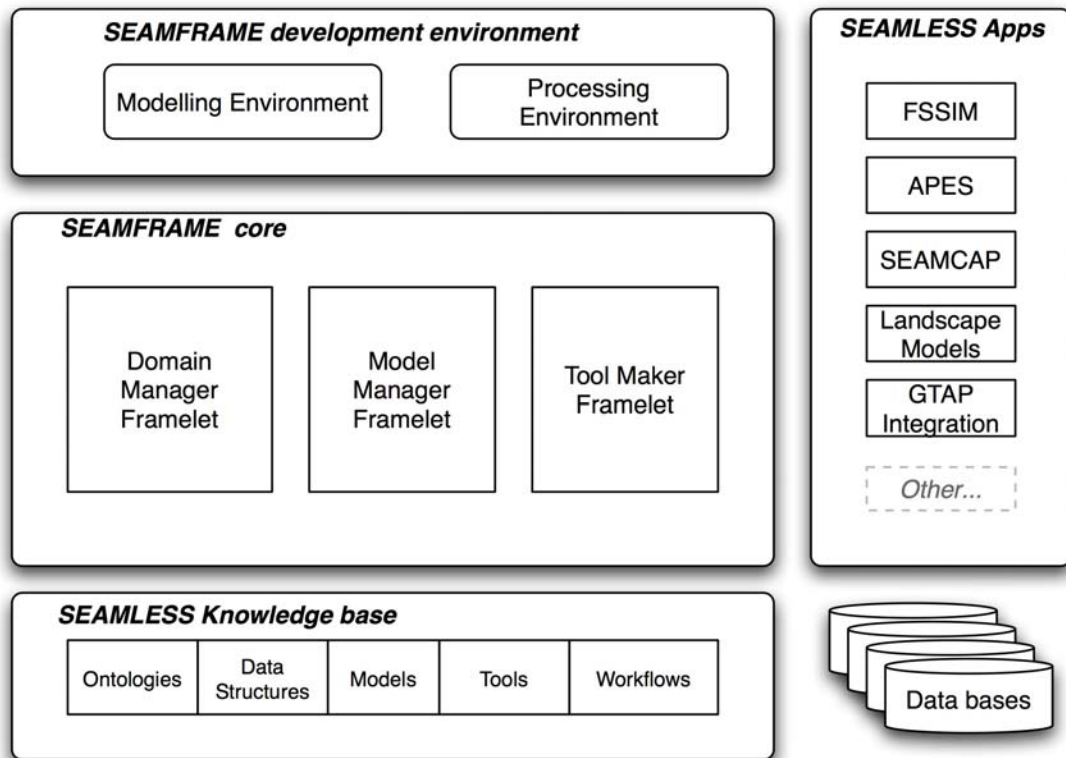 SEAMFRAME development environment
Modelling Environment
Processing
Environment
SEAMFRAME core
Domain
Manager
Framelet
Model
Manager
Framelet
Tool Maker
Framelet
SEAMLESS Knowledge base
Ontologies
Data
Structures
Models
Tools
Workflows
SEAMLESS Apps
FSSIM
APES
SEAMCAP
Landscape
Models
GTAP
Integration
Other...
Data bases